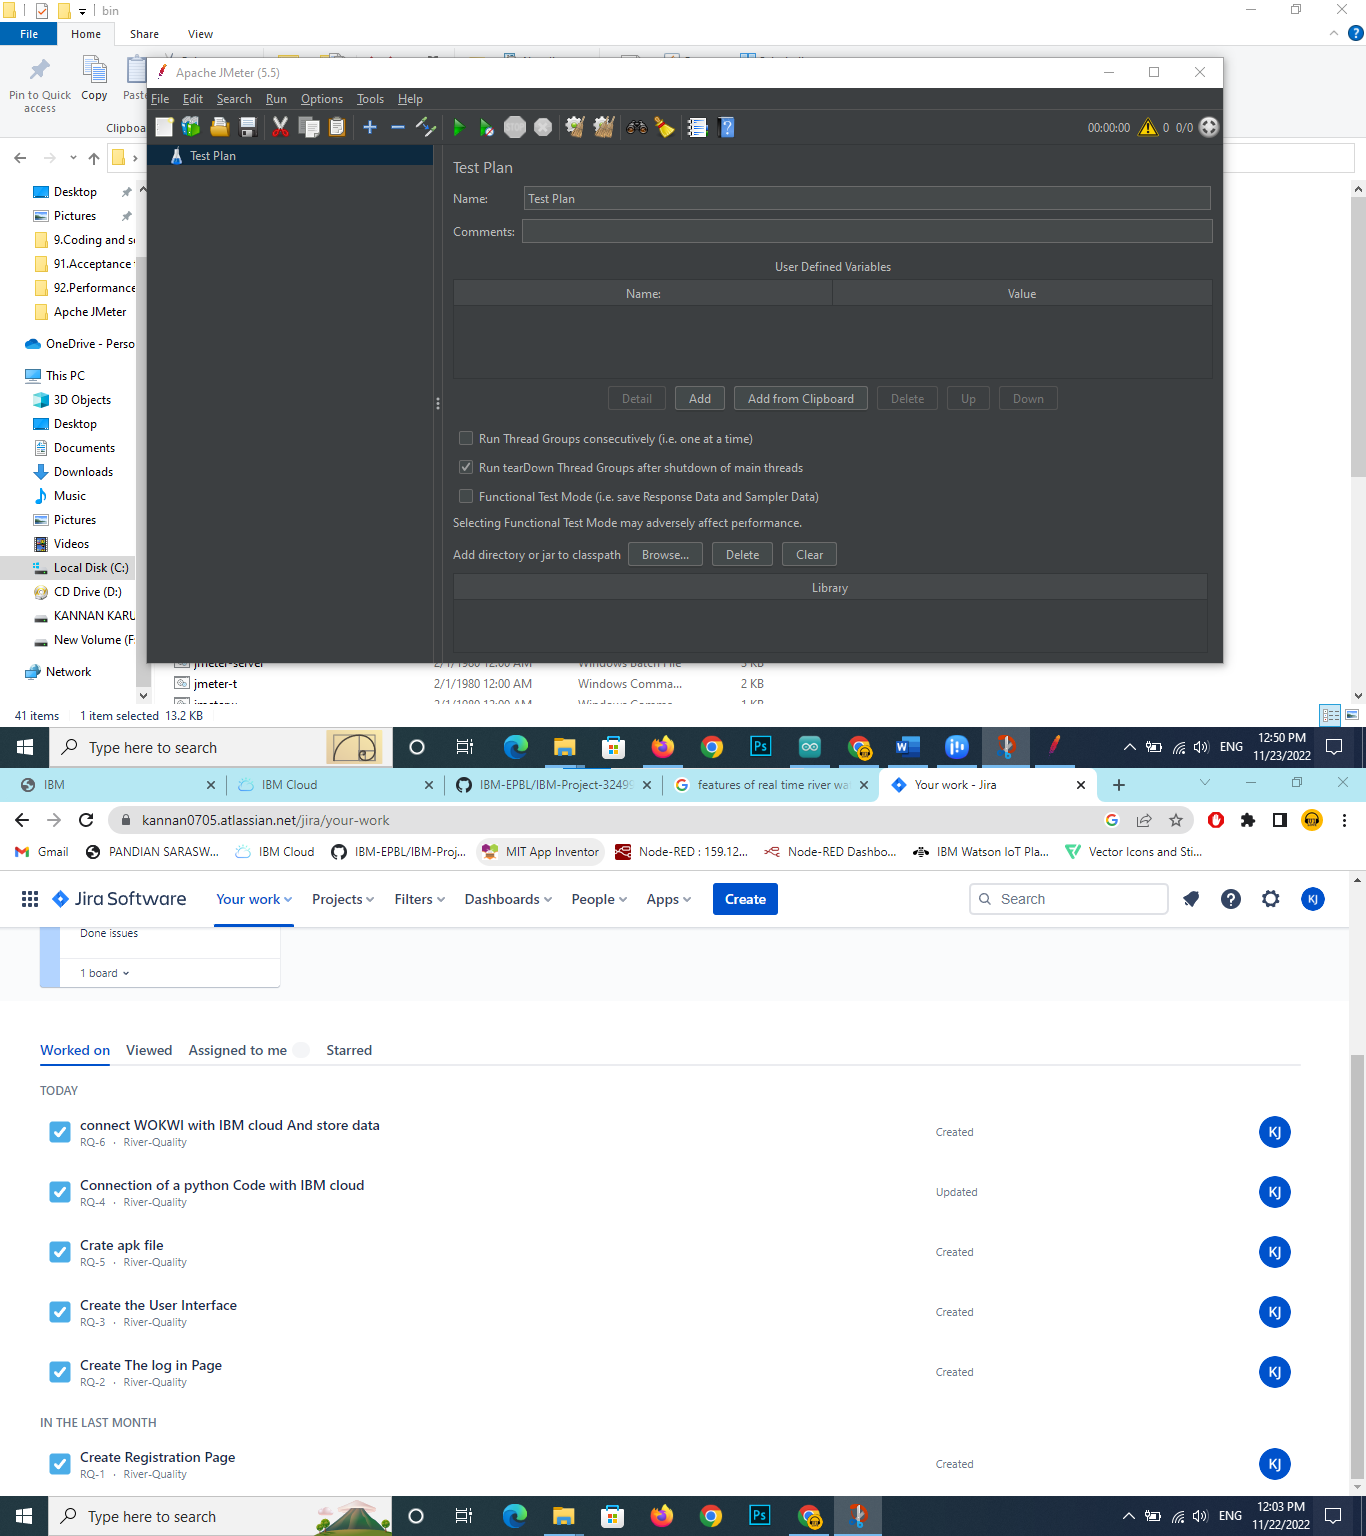 bin
File Home Share View
Pin to Quick access
Copy
Paste
Clipboa
Apache JMeter (5.5)
File Edit Search Run Options Tools Help
00:00:00 0 0/0
Test Plan
Test Plan
Name: Test Plan
Comments:
User Defined Variables
Name: Value
Detail Add Add from Clipboard Delete Up Down
Run Thread Groups consecutively (i.e. one at a time)
Run tearDown Thread Groups after shutdown of main threads
Functional Test Mode (i.e. save Response Data and Sampler Data)
Selecting Functional Test Mode may adversely affect performance.
Add directory or jar to classpath Browse... Delete Clear
Library
Desktop
Pictures
9.Coding and so
91.Acceptance
92.Performance
Apche JMeter
OneDrive - Perso
This PC
3D Objects
Desktop
Documents
Downloads
Music
Pictures
Videos
Local Disk (C:)
CD Drive (D:)
KANNAN KARU
New Volume (F:
Network
jmeter-server 2/1/1980 12:00 AM Windows Batch File 3 KB
jmeter-t 2/1/1980 12:00 AM Windows Comma... 2 KB
41 items 1 item selected 13.2 KB
Type here to search
ENG
12:50 PM
11/23/2022
IBM
IBM Cloud
IBM-EPBL/IBM-Project-32499
features of real time river wa
Your work - Jira
kannan0705.atlassian.net/jira/your-work
Gmail PANDIAN SARASW... IBM Cloud IBM-EPBL/IBM-Proj... MIT App Inventor Node-RED : 159.12... Node-RED Dashbo... IBM Watson IoT Pla... Vector Icons and Sti...
Jira Software Your work Projects Filters Dashboards People Apps Create Search KJ
Done issues
1 board
Worked on Viewed Assigned to me Starred
TODAY
connect WOKWI with IBM cloud And store data
RQ-6 · River-Quality
Created KJ
Connection of a python Code with IBM cloud
RQ-4 · River-Quality
Updated KJ
Crate apk file
RQ-5 · River-Quality
Created KJ
Create the User Interface
RQ-3 · River-Quality
Created KJ
Create The log in Page
RQ-2 · River-Quality
Created KJ
IN THE LAST MONTH
Create Registration Page
RQ-1 · River-Quality
Created KJ
Type here to search
ENG
12:03 PM
11/22/2022